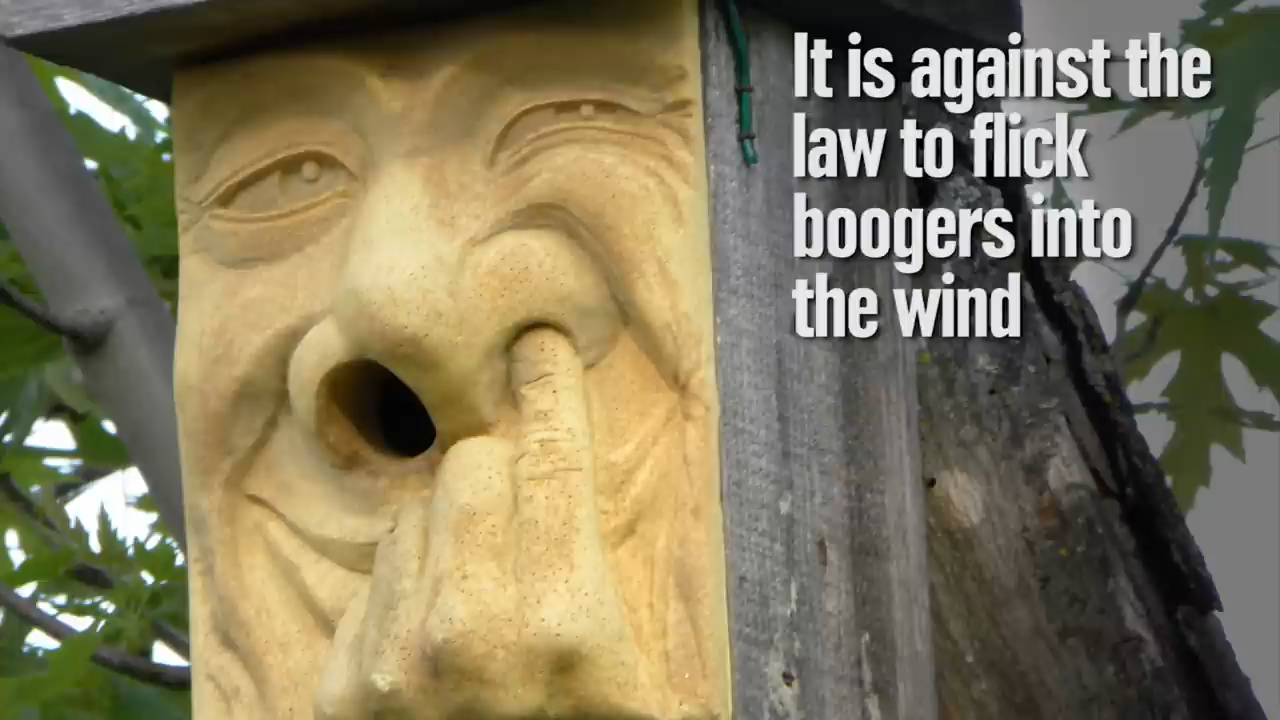 It is against the
law to flick
boogers into
the wind